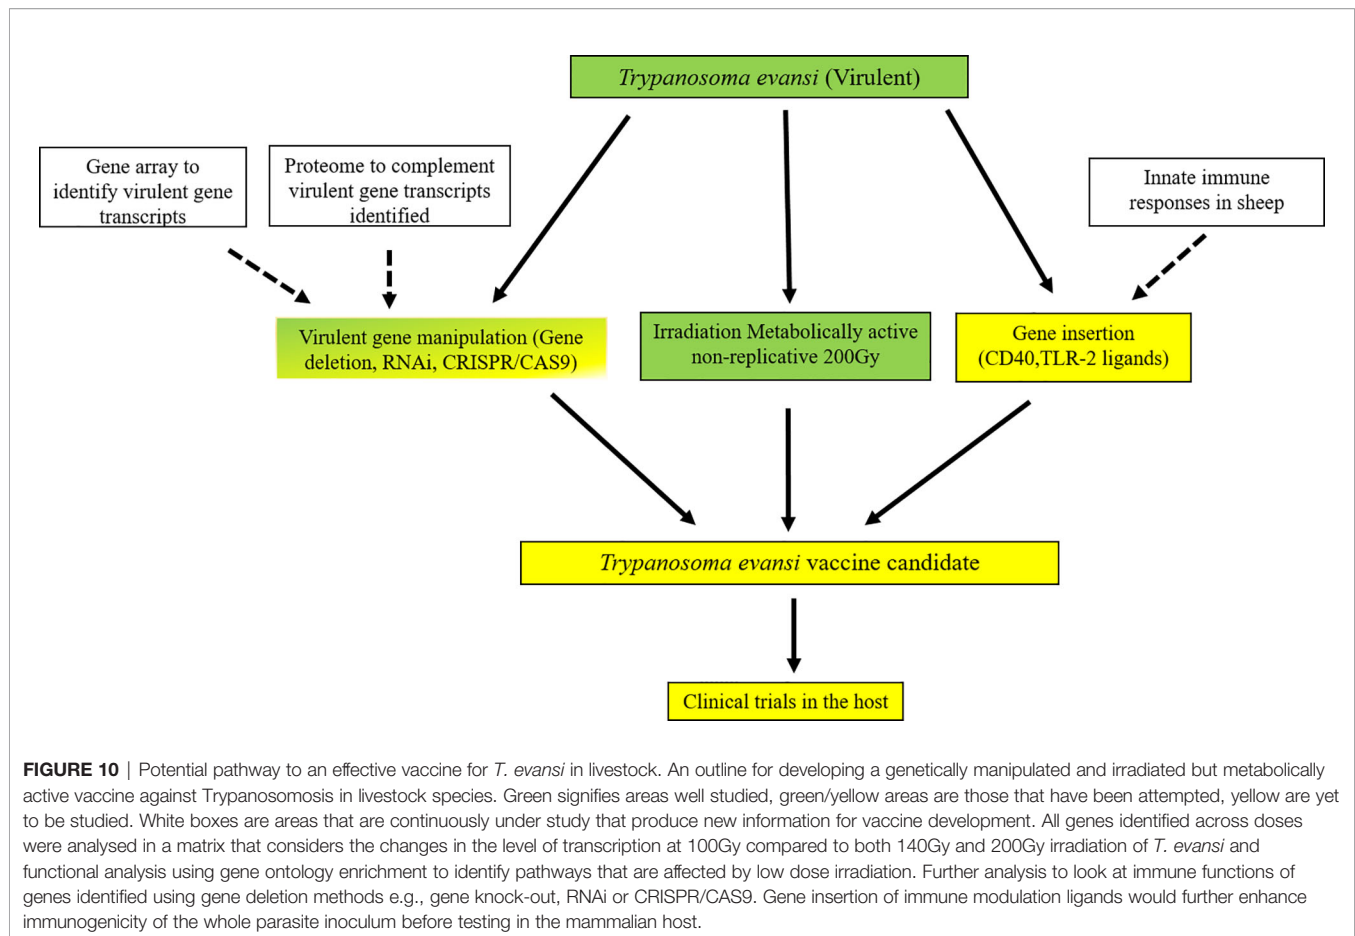 Trypanosoma evansi (Virulent)
Gene array to
identify virulent gene
transcripts
Proteome to complement
virulent gene transcripts
identified
Innate immune
responses in sheep
Virulent gene manipulation (Gene
deletion, RNAi, CRISPR/CAS9)
Irradiation Metabolically active
non-replicative 200Gy
Gene insertion
(CD40,TLR-2 ligands)
Trypanosoma evansi vaccine candidate
Clinical trials in the host
FIGURE 10 | Potential pathway to an effective vaccine for T. evansi in livestock. An outline for developing a genetically manipulated and irradiated but metabolically
active vaccine against Trypanosomosis in livestock species. Green signifies areas well studied, green/yellow areas are those that have been attempted, yellow are yet
to be studied. White boxes are areas that are continuously under study that produce new information for vaccine development. All genes identified across doses
were analysed in a matrix that considers the changes in the level of transcription at 100Gy compared to both 140Gy and 200Gy irradiation of T. evansi and
functional analysis using gene ontology enrichment to identify pathways that are affected by low dose irradiation. Further analysis to look at immune functions of
genes identified using gene deletion methods e.g., gene knock-out, RNAi or CRISPR/CAS9. Gene insertion of immune modulation ligands would further enhance
immunogenicity of the whole parasite inoculum before testing in the mammalian host.